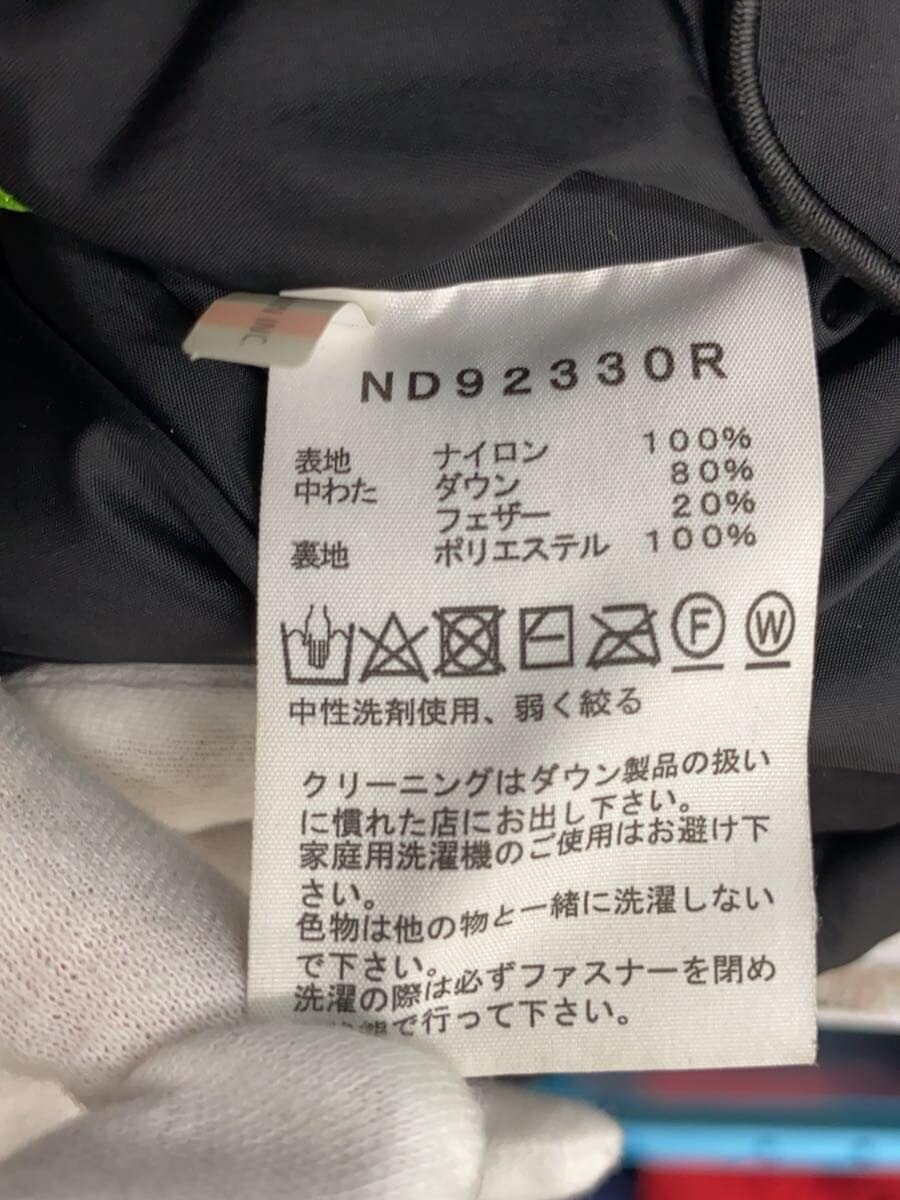 N INC
ND92330R
表地 ナイロン 100%
中わた ダウン 80%
フェザー 20%
裏地 ポリエステル 100%
F W
中性洗剤使用、弱く絞る
クリーニングはダウン製品の扱い
に慣れた店にお出し下さい。
家庭用洗濯機のご使用はお避け下
さい。
色物は他の物と一緒に洗濯しない
で下さい。
洗濯の際は必ずファスナーを閉め
で行って下さい。